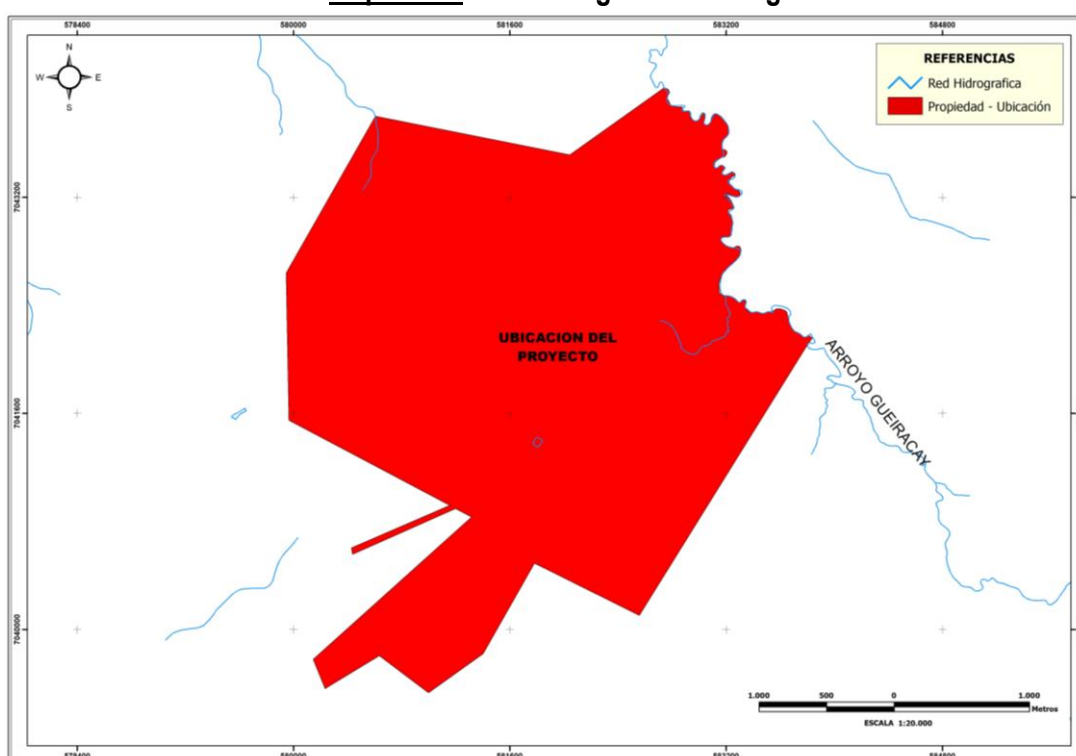 578400 580000 581600 583200 584800
N
W E
S
REFERENCIAS
Red Hidrografica
Propiedad - Ubicación
7043200
UBICACION DEL
PROYECTO
ARROYO GUEIRACAY
7041600
7040000
1.000 500 0 1.000
Metros
ESCALA 1:20.000